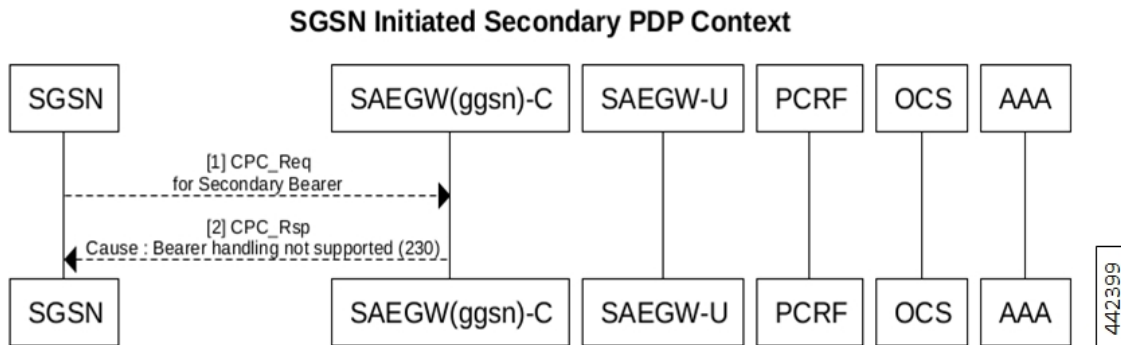 SGSN Initiated Secondary PDP Context
SGSN
SAEGW(ggsn)-C
SAEGW-U
PCRF
OCS
AAA
[1] CPC_Req
for Secondary Bearer
[2] CPC_Rsp
Cause : Bearer handling not supported (230)
SGSN
SAEGW(ggsn)-C
SAEGW-U
PCRF
OCS
AAA
442399